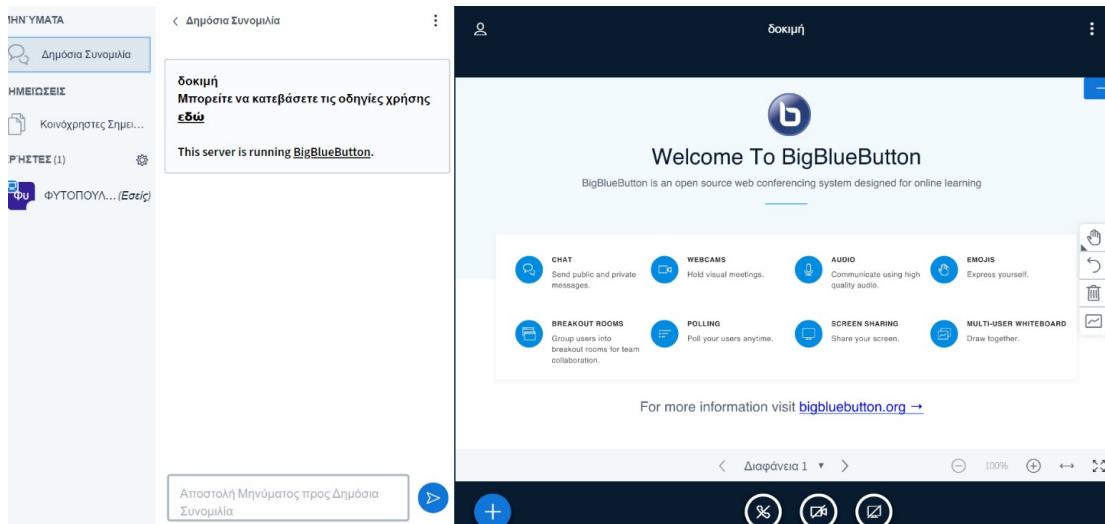 ΜΗΝΎΜΑΤΑ
Δημόσια Συνομιλία
ΗΜΕΙΩΣΕΙΣ
Κοινόχρηστες Σημει...
ΡΉΣΤΕΣ (1)
Φυ
ΦΥΤΟΠΟΥΛ... (Εσείς)
Δημόσια Συνομιλία
δοκιμή
Μπορείτε να κατεβάσετε τις οδηγίες χρήσης
εδώ
This server is running BigBlueButton.
Αποστολή Μηνύματος προς Δημόσια
Συνομιλία
δοκιμή
b
Welcome To BigBlueButton
BigBlueButton is an open source web conferencing system designed for online learning
CHAT
Send public and private
messages.
WEBCAMS
Hold visual meetings.
AUDIO
Communicate using high
quality audio.
EMOJIS
Express yourself.
BREAKOUT ROOMS
Group users into
breakout rooms for team
collaboration.
POLLING
Poll your users anytime.
SCREEN SHARING
Share your screen.
MULTI-USER WHITEBOARD
Draw together.
For more information visit bigbluebutton.org →
Διαφάνεια 1
100%